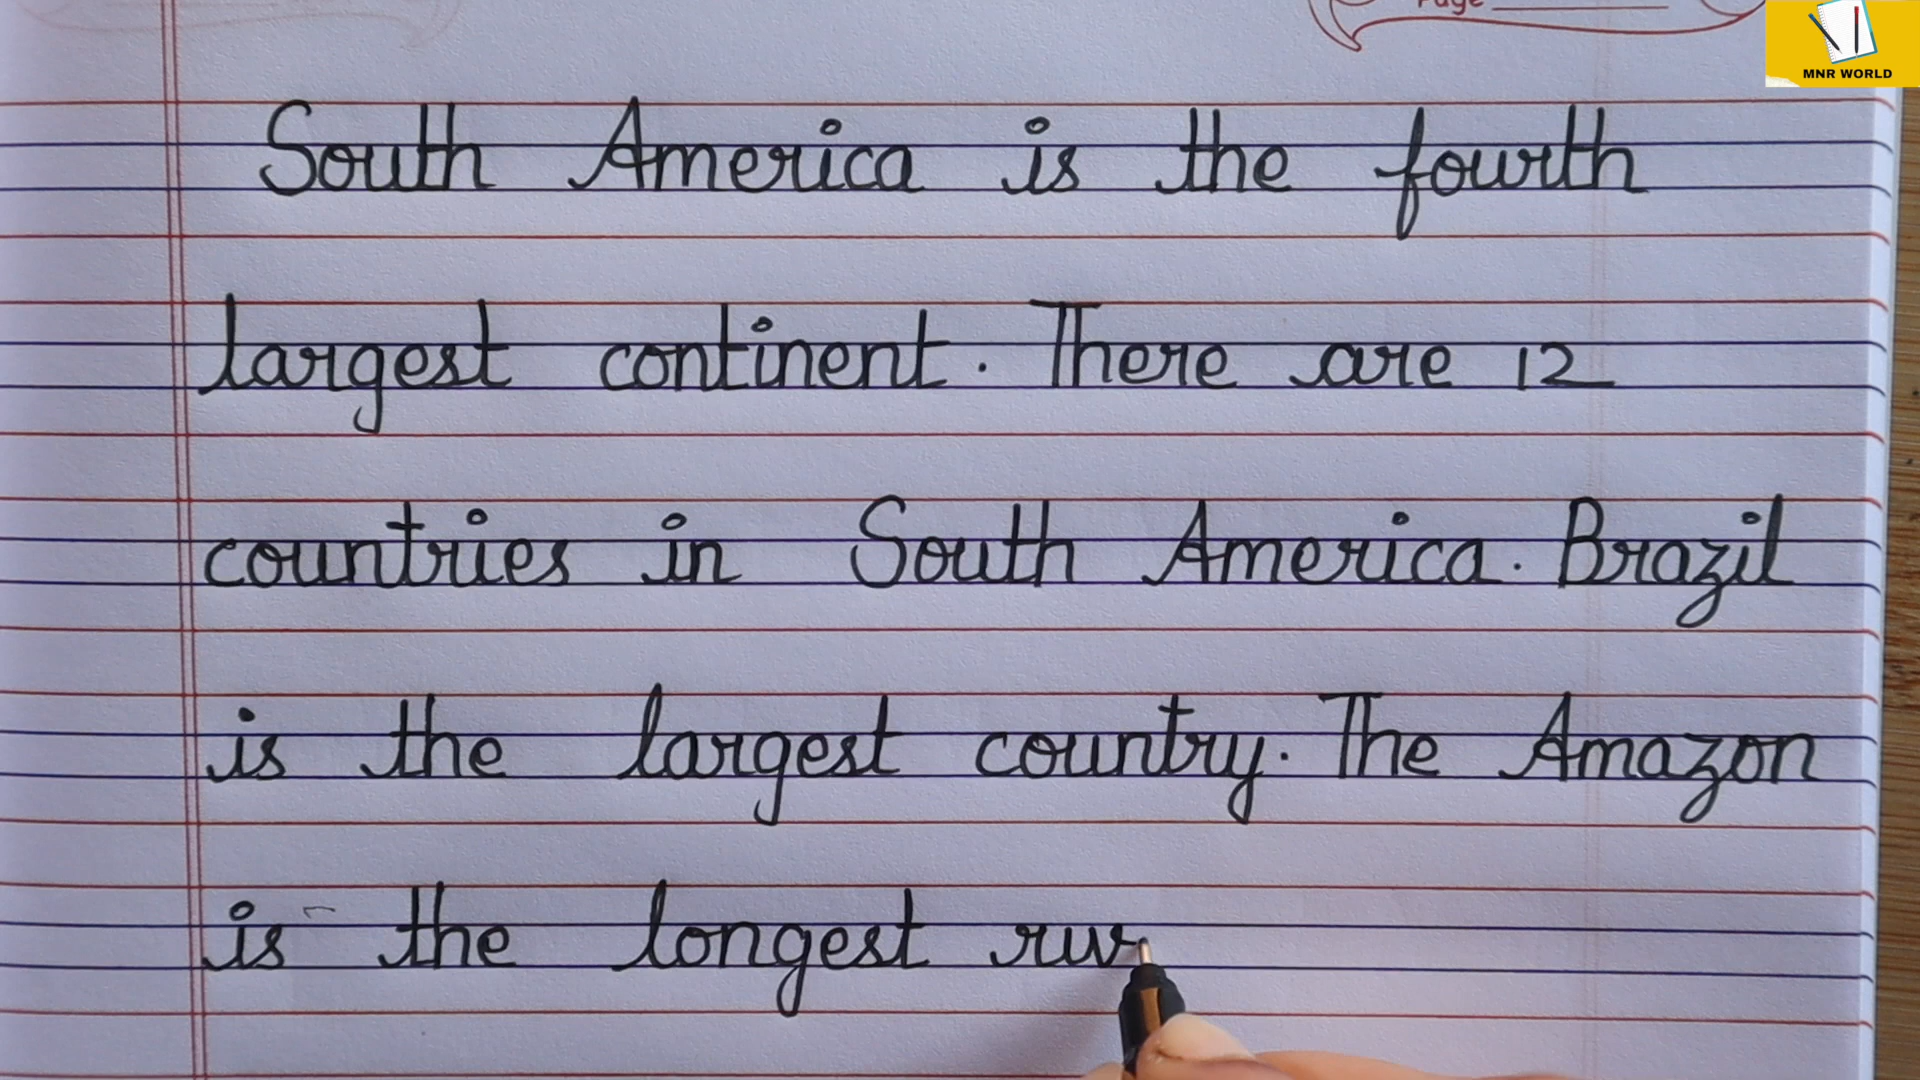 Page
MNR WORLD
South America is the fourth
largest continent. There are 12
countries in South America. Brazil
is the largest country. The Amazon
is the longest riv